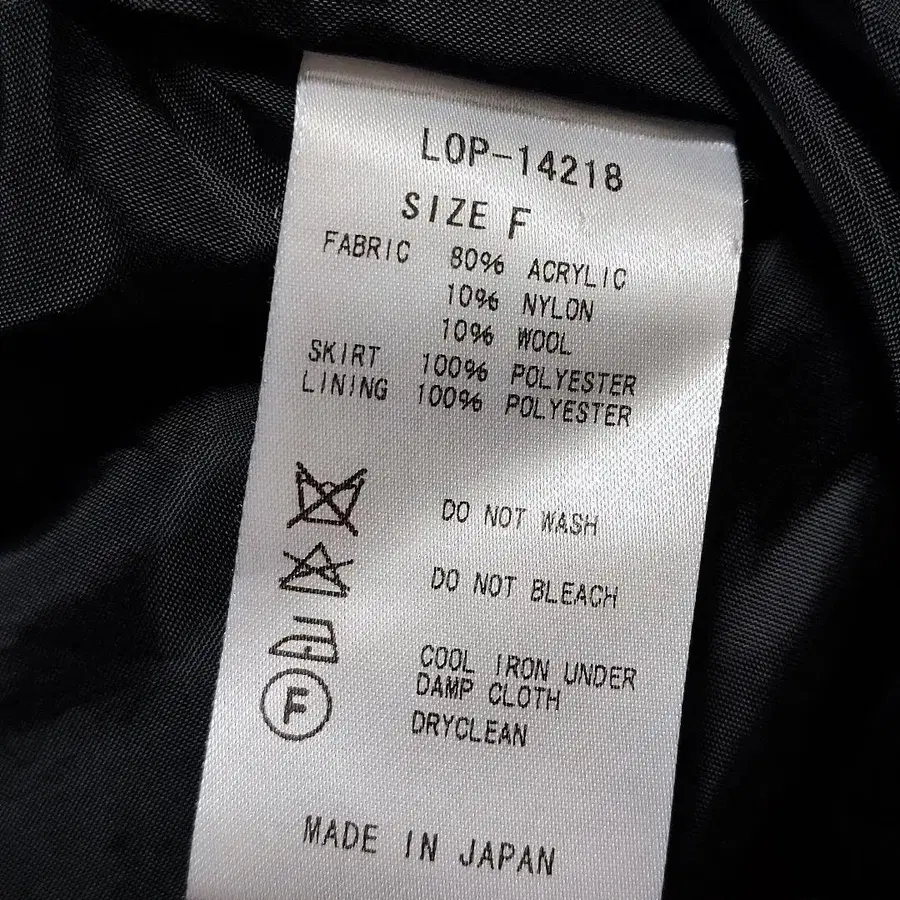 LOP-14218
SIZE F
FABRIC 80% ACRYLIC
10% NYLON
10% WOOL
SKIRT 100% POLYESTER
LINING 100% POLYESTER
DO NOT WASH
DO NOT BLEACH
COOL IRON UNDER
DAMP CLOTH
F DRYCLEAN
MADE IN JAPAN